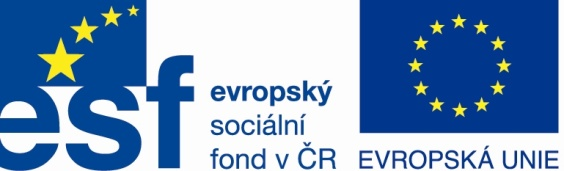 esf
evropský
sociální
fond v ČR
EVROPSKÁ UNIE